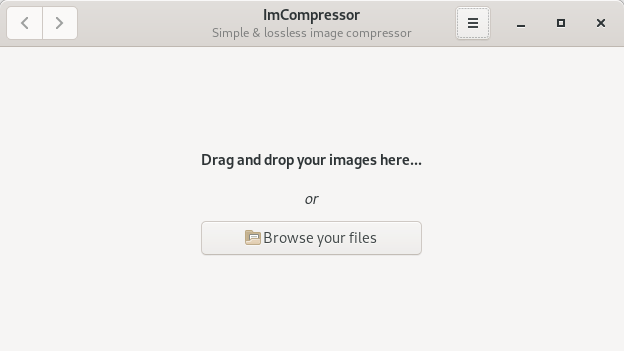 ImCompressor
Simple & lossless image compressor
Drag and drop your images here...
or
Browse your files